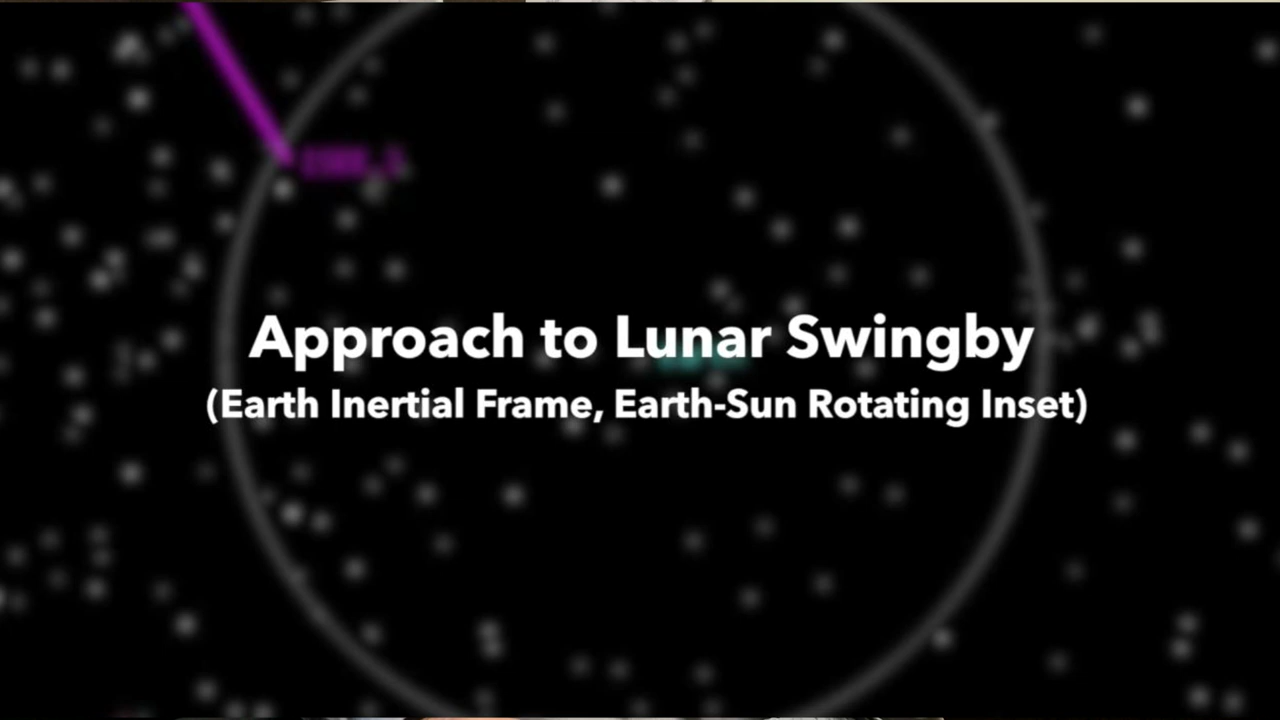 Approach to Lunar Swingby
(Earth Inertial Frame, Earth-Sun Rotating Inset)